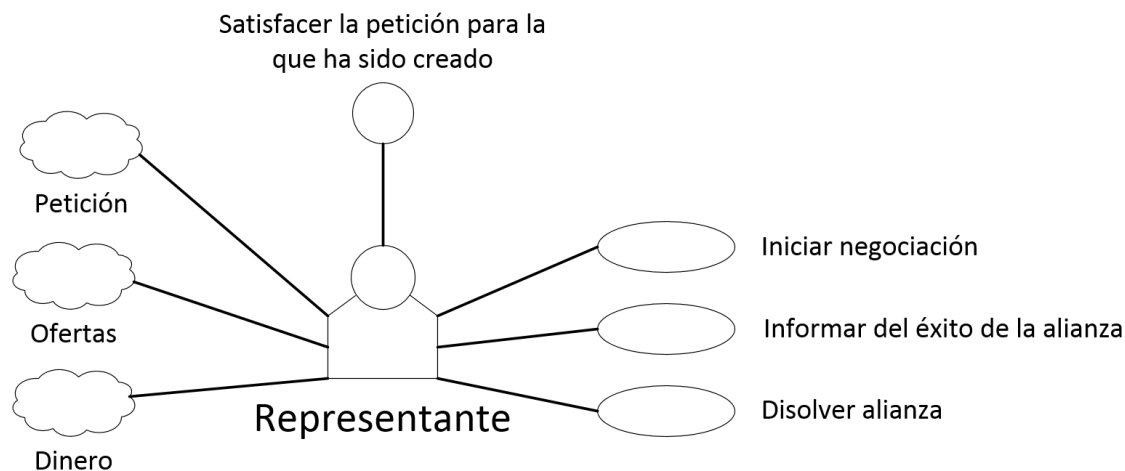 Satisfacer la petición para la
que ha sido creado
Petición
Ofertas
Dinero
Representante
Iniciar negociación
Informar del éxito de la alianza
Disolver alianza